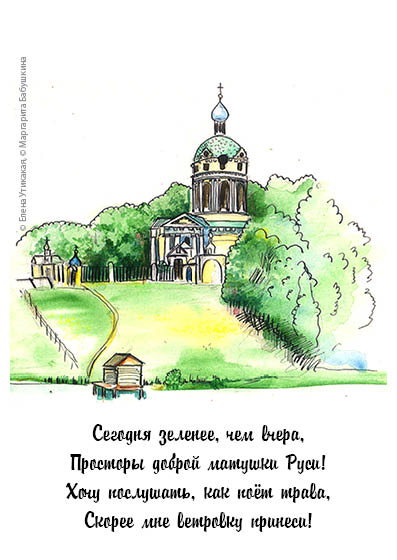 © Елена Утикакая, © Маргарита Бабушкина
Сегодня зеленее, чем вчера,
Просторы доброй матушки Руси!
Хочу послушать, как поёт трава,
Скорее мне ветровку принеси!